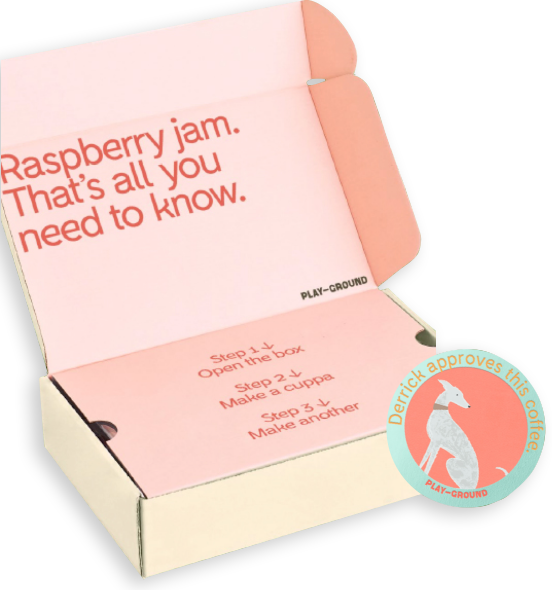 Raspberry jam.
That's all you
need to know.
PLAY-GROUND
Step 1↓
Open the box
Step 2↓
Make a cuppa
Step 3↓
Make another
Derrick approves this coffee.
PLAY-GROUND